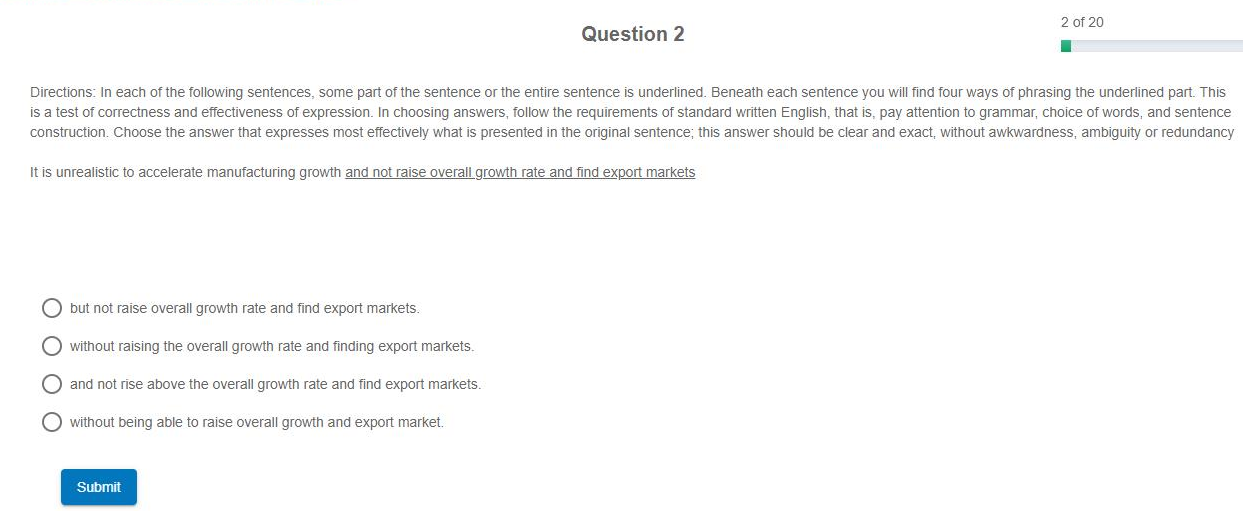 Question 2
2 of 20
Directions: In each of the following sentences, some part of the sentence or the entire sentence is underlined. Beneath each sentence you will find four ways of phrasing the underlined part. This
is a test of correctness and effectiveness of expression. In choosing answers, follow the requirements of standard written English, that is, pay attention to grammar, choice of words, and sentence
construction. Choose the answer that expresses most effectively what is presented in the original sentence; this answer should be clear and exact, without awkwardness, ambiguity or redundancy
It is unrealistic to accelerate manufacturing growth and not raise overall growth rate and find export markets
but not raise overall growth rate and find export markets.
without raising the overall growth rate and finding export markets.
and not rise above the overall growth rate and find export markets.
without being able to raise overall growth and export market.
Submit